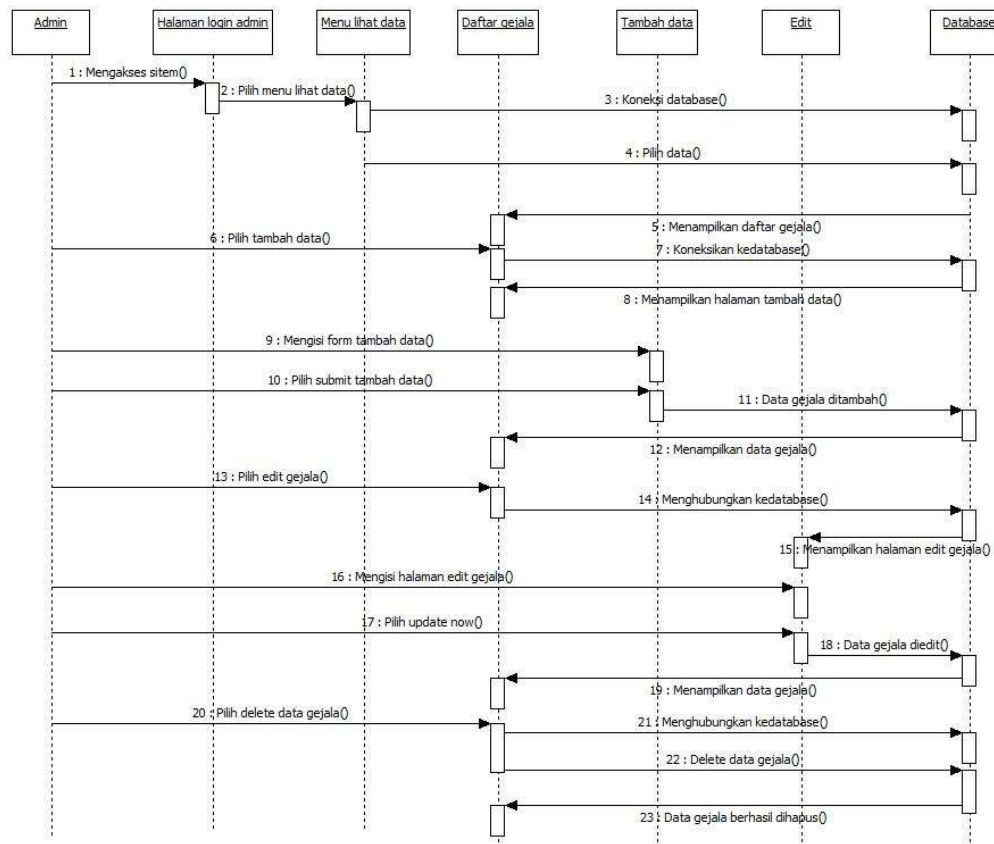 Admin
Halaman login admin
Menu lihat data
Daftar gejala
Tambah data
Edit
Database
1 : Mengakses sitem()
2 : Pilih menu lihat data()
3 : Koneksi database()
4 : Pilih data()
5 : Menampilkan daftar gejala()
6 : Pilih tambah data()
7 : Koneksikan kedatabase()
8 : Menampilkan halaman tambah data()
9 : Mengisi form tambah data()
10 : Pilih submit tambah data()
11 : Data gejala ditambah()
12 : Menampilkan data gejala()
13 : Pilih edit gejala()
14 : Menghubungkan kedatabase()
15 : Menampilkan halaman edit gejala()
16 : Mengisi halaman edit gejala()
17 : Pilih update now()
18 : Data gejala diedit()
19 : Menampilkan data gejala()
20 : Pilih delete data gejala()
21 : Menghubungkan kedatabase()
22 : Delete data gejala()
23 : Data gejala berhasil dihapus()